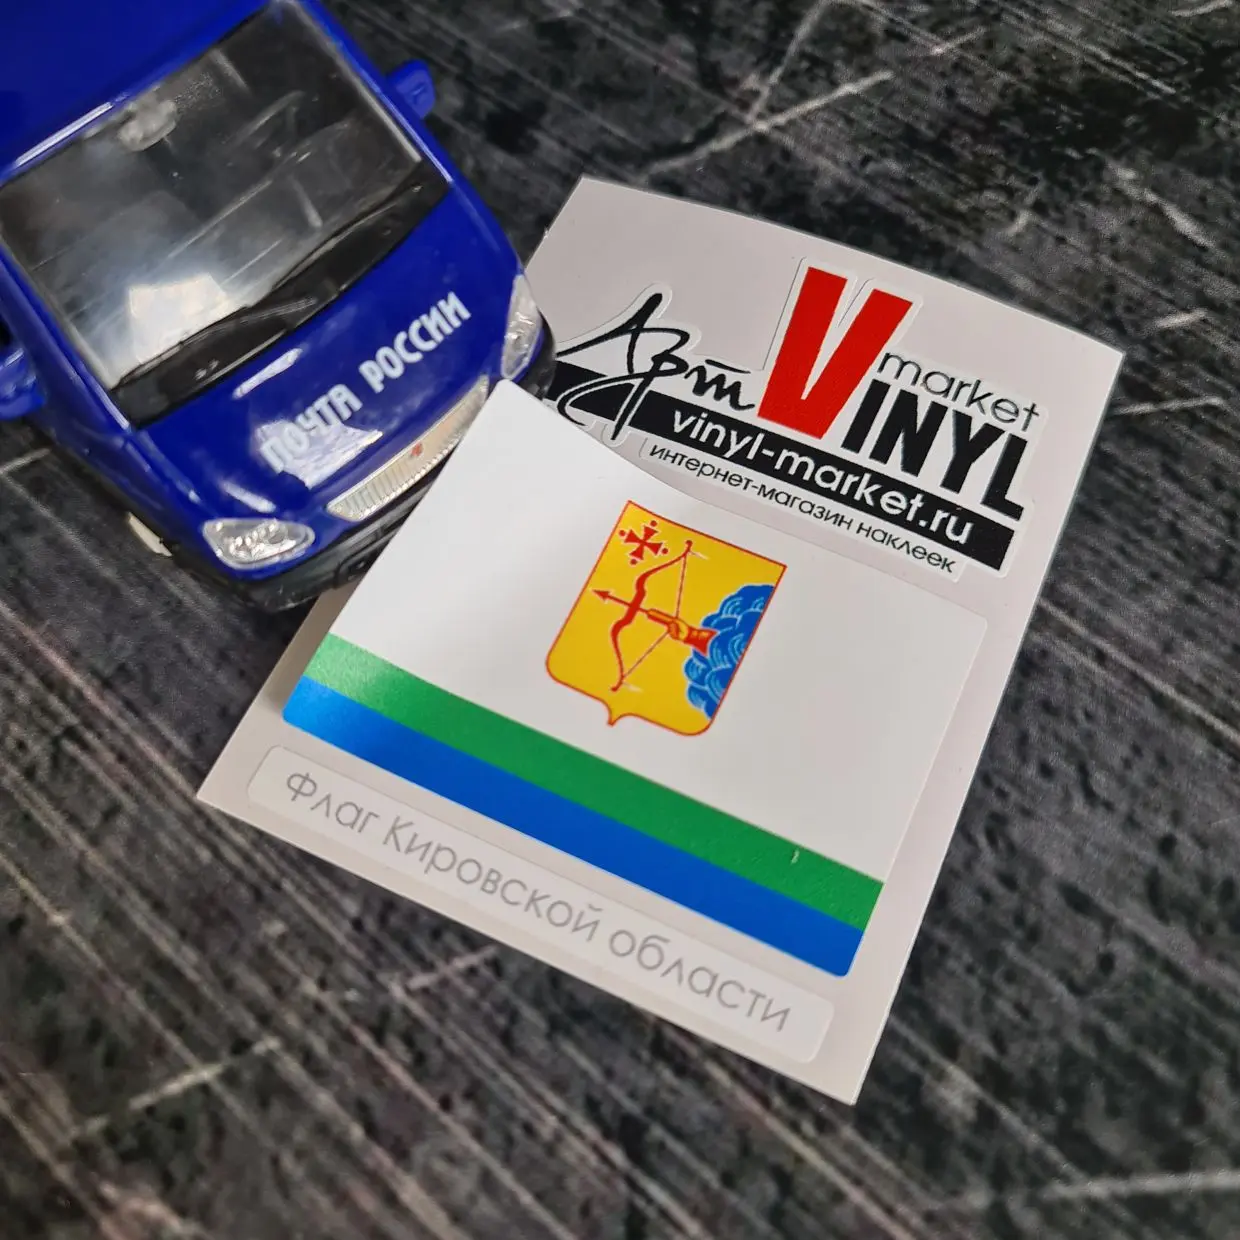 ПОЧТА РОССИИ
Арт VINYL market
vinyl-market.ru
интернет-магазин наклеек
Флаг Кировской области